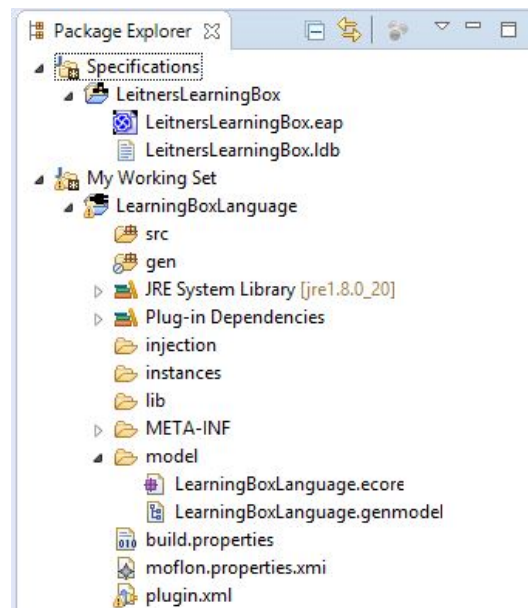 Package Explorer
Specifications
LeitnersLearningBox
LeitnersLearningBox.eap
LeitnersLearningBox.ldb
My Working Set
LearningBoxLanguage
src
gen
JRE System Library [jre1.8.0_20]
Plug-in Dependencies
injection
instances
lib
META-INF
model
LearningBoxLanguage.ecore
LearningBoxLanguage.genmodel
build.properties
moflon.properties.xmi
plugin.xml